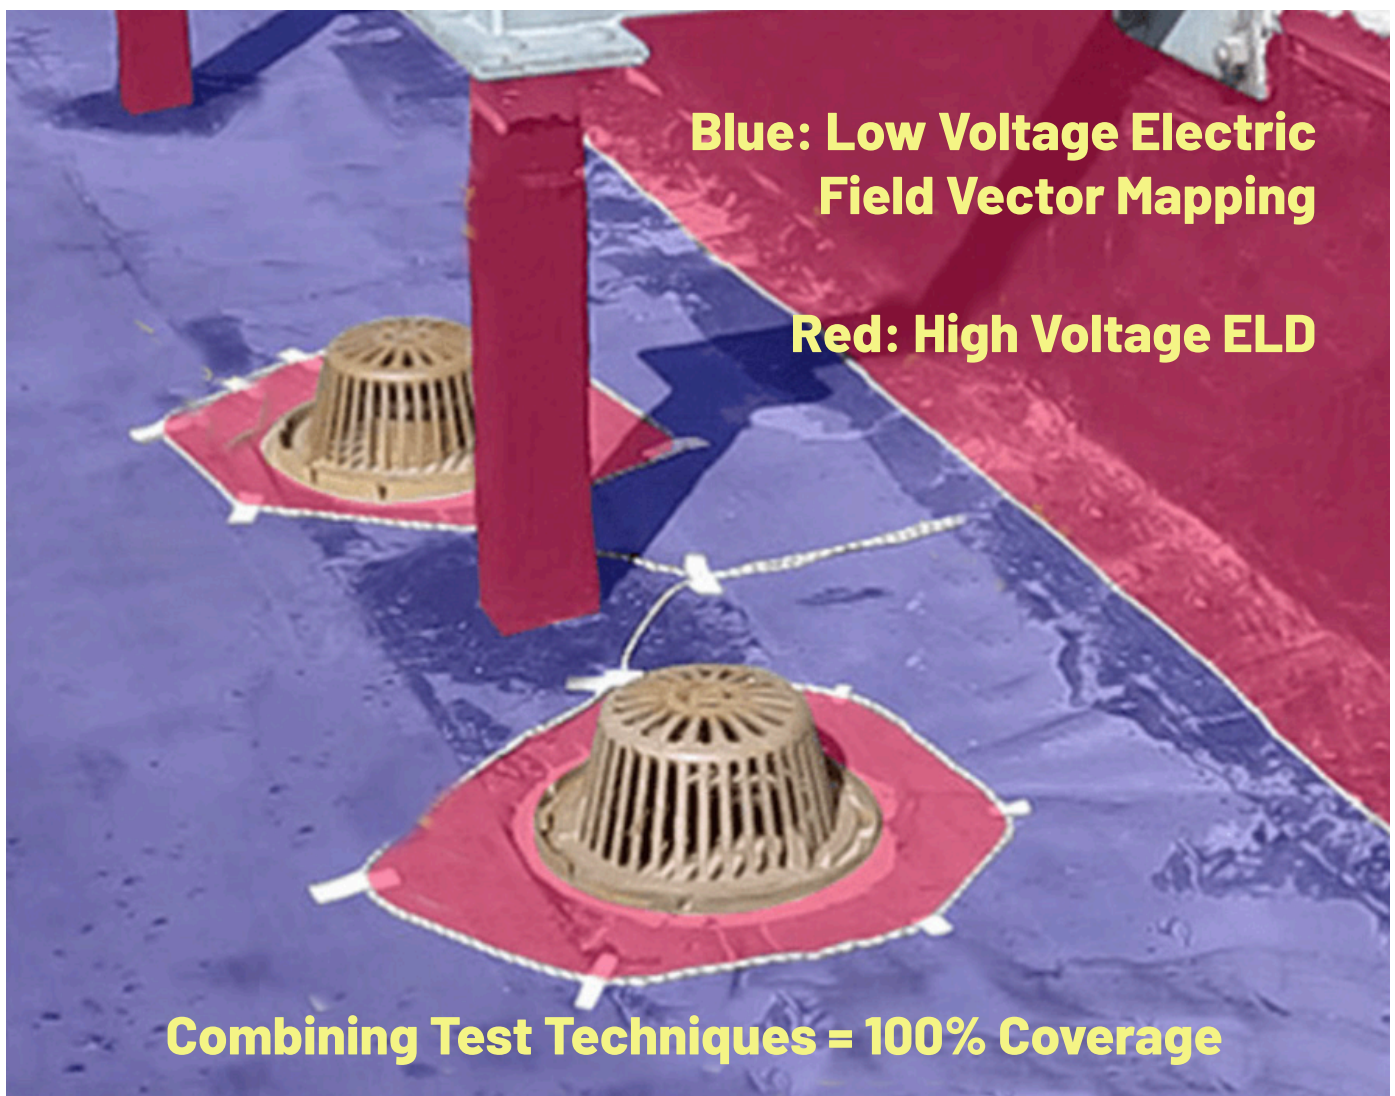 Blue: Low Voltage Electric
Field Vector Mapping
Red: High Voltage ELD
Combining Test Techniques = 100% Coverage